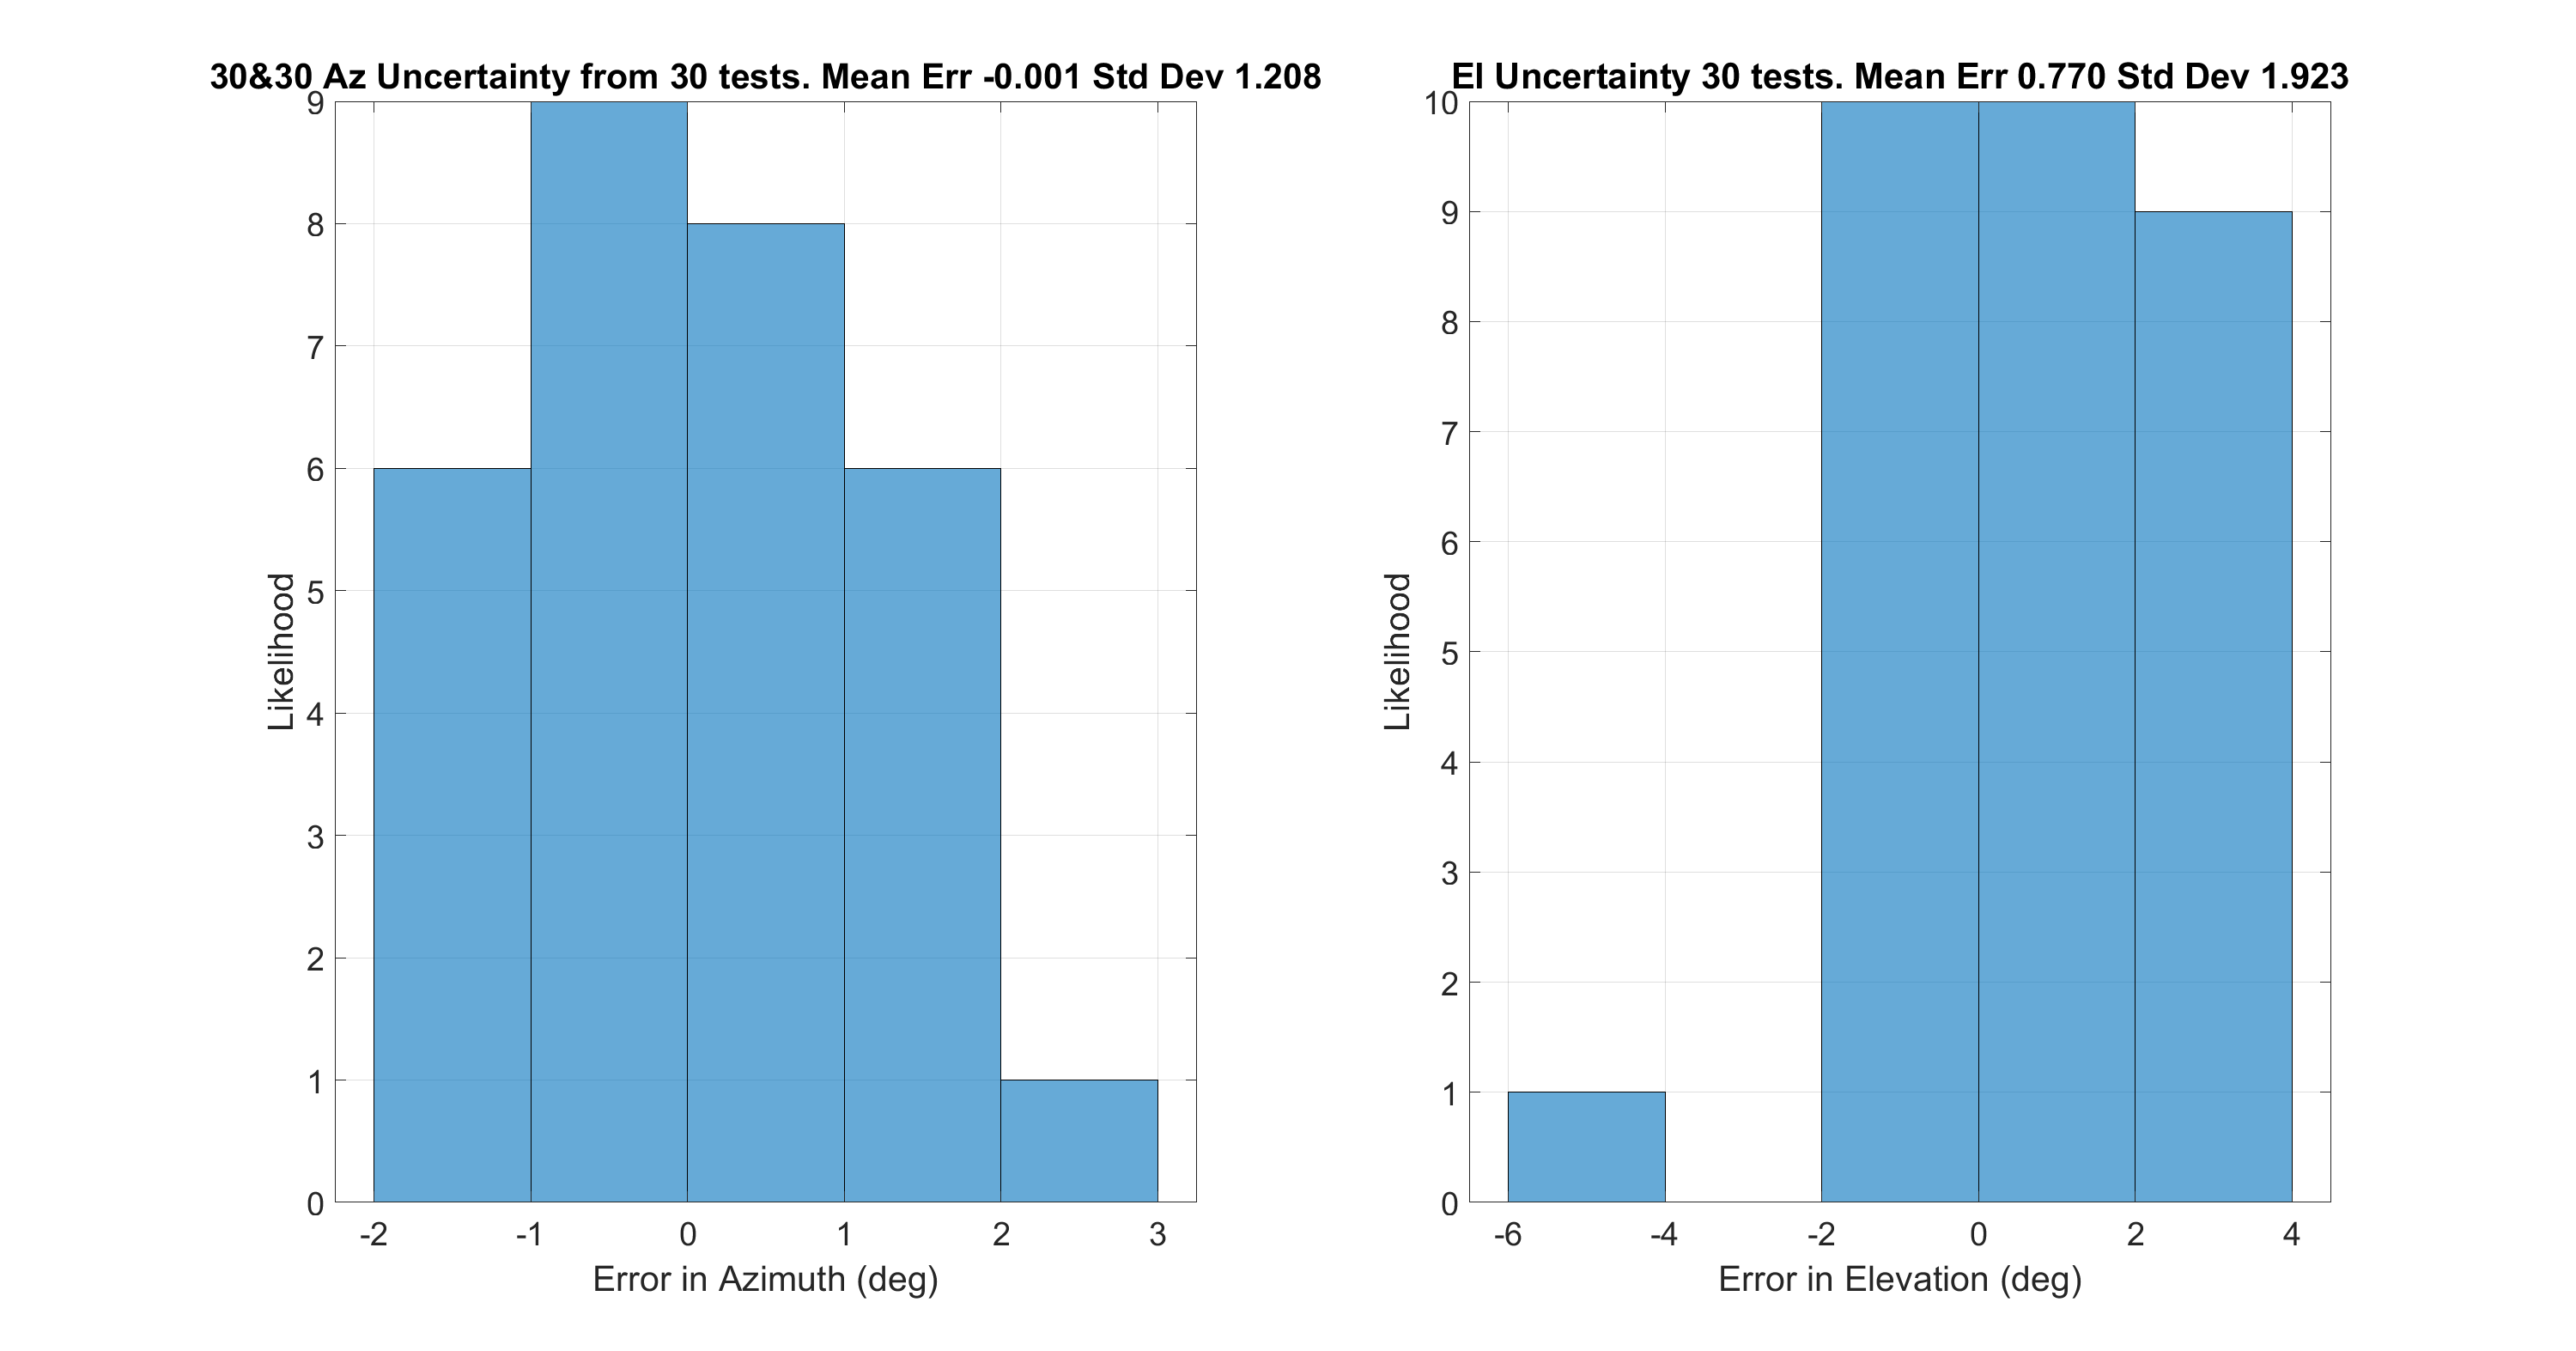 30&30 Az Uncertainty from 30 tests. Mean Err -0.001 Std Dev 1.208
9
8
7
6
5
4
3
2
1
0
Likelihood
-2 -1 0 1 2 3
Error in Azimuth (deg)
El Uncertainty 30 tests. Mean Err 0.770 Std Dev 1.923
10
9
8
7
6
5
4
3
2
1
0
Likelihood
-6 -4 -2 0 2 4
Error in Elevation (deg)